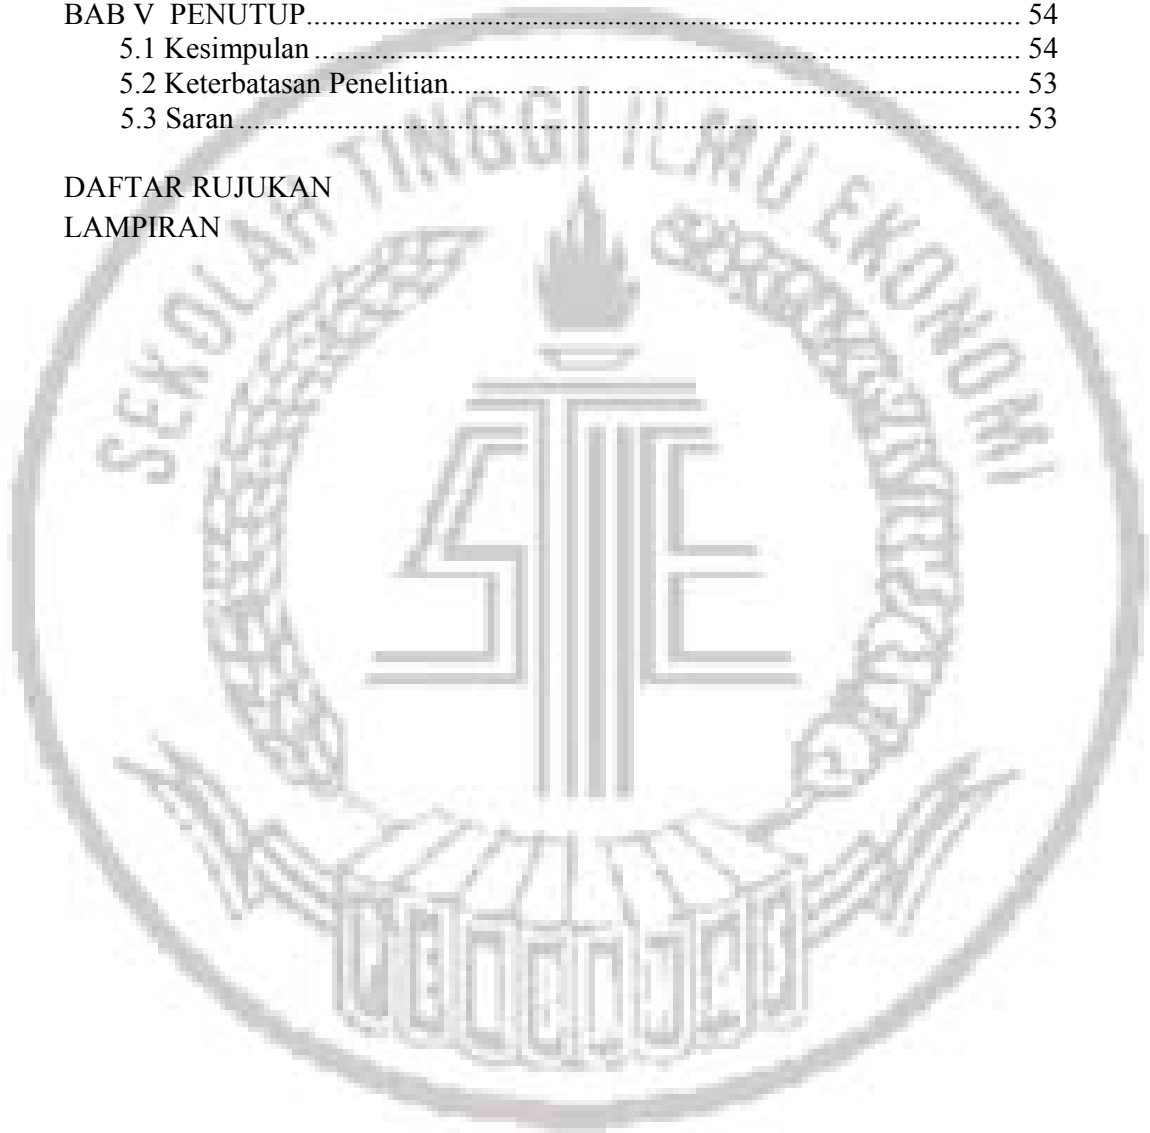 BAB V PENUTUP.......................................................................................................... 54
5.1 Kesimpulan .......................................................................................................... 54
5.2 Keterbatasan Penelitian....................................................................................... 53
5.3 Saran ..................................................................................................................... 53
DAFTAR RUJUKAN
LAMPIRAN
SEKOLAH TINGGI ILMU EKONOMI
STIE